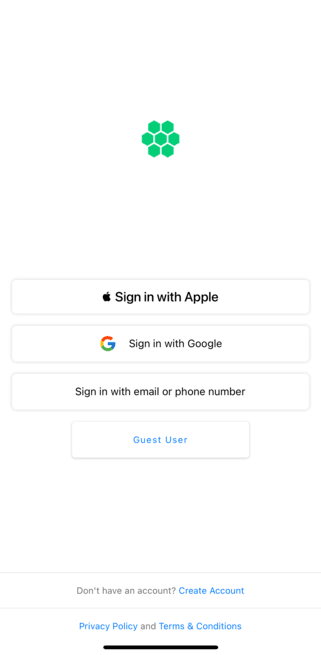 Sign in with Apple
Sign in with Google
Sign in with email or phone number
Guest User
Don't have an account? Create Account
Privacy Policy and Terms & Conditions